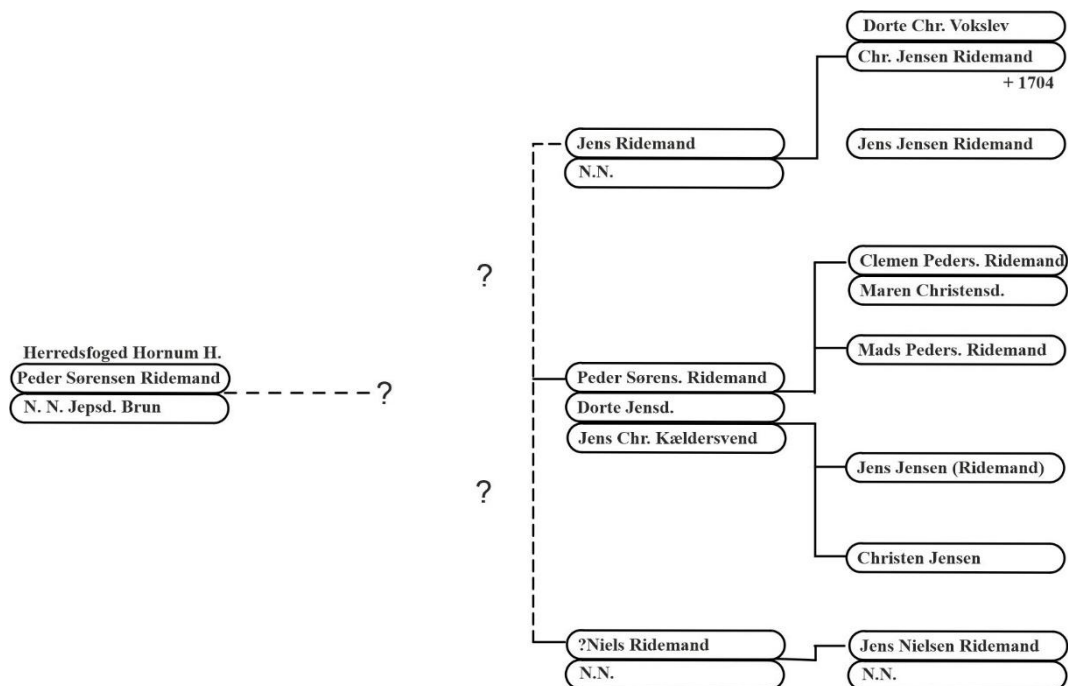 Dorte Chr. Vokslev
Chr. Jensen Ridemand
+ 1704
Jens Ridemand
N.N.
Jens Jensen Ridemand
?
Clemen Peders. Ridemand
Maren Christensd.
Mads Peders. Ridemand
Herredsfoged Hornum H.
Peder Sørensen Ridemand
N. N. Jepsd. Brun
?
Peder Sørens. Ridemand
Dorte Jensd.
Jens Chr. Kældersvend
?
Jens Jensen (Ridemand)
Christen Jensen
?Niels Ridemand
N.N.
Jens Nielsen Ridemand
N.N.